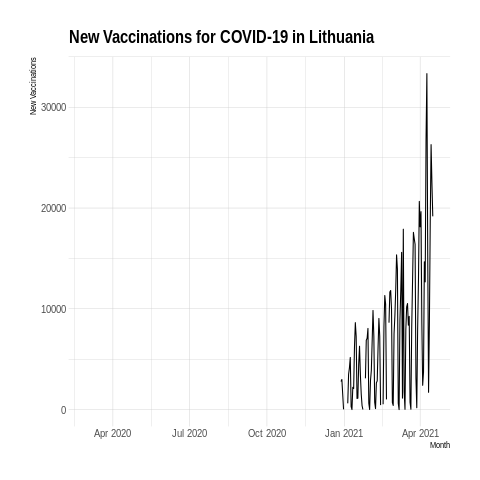 New Vaccinations for COVID-19 in Lithuania
New Vaccinations
30000
20000
10000
0
Apr 2020 Jul 2020 Oct 2020 Jan 2021 Apr 2021
Month